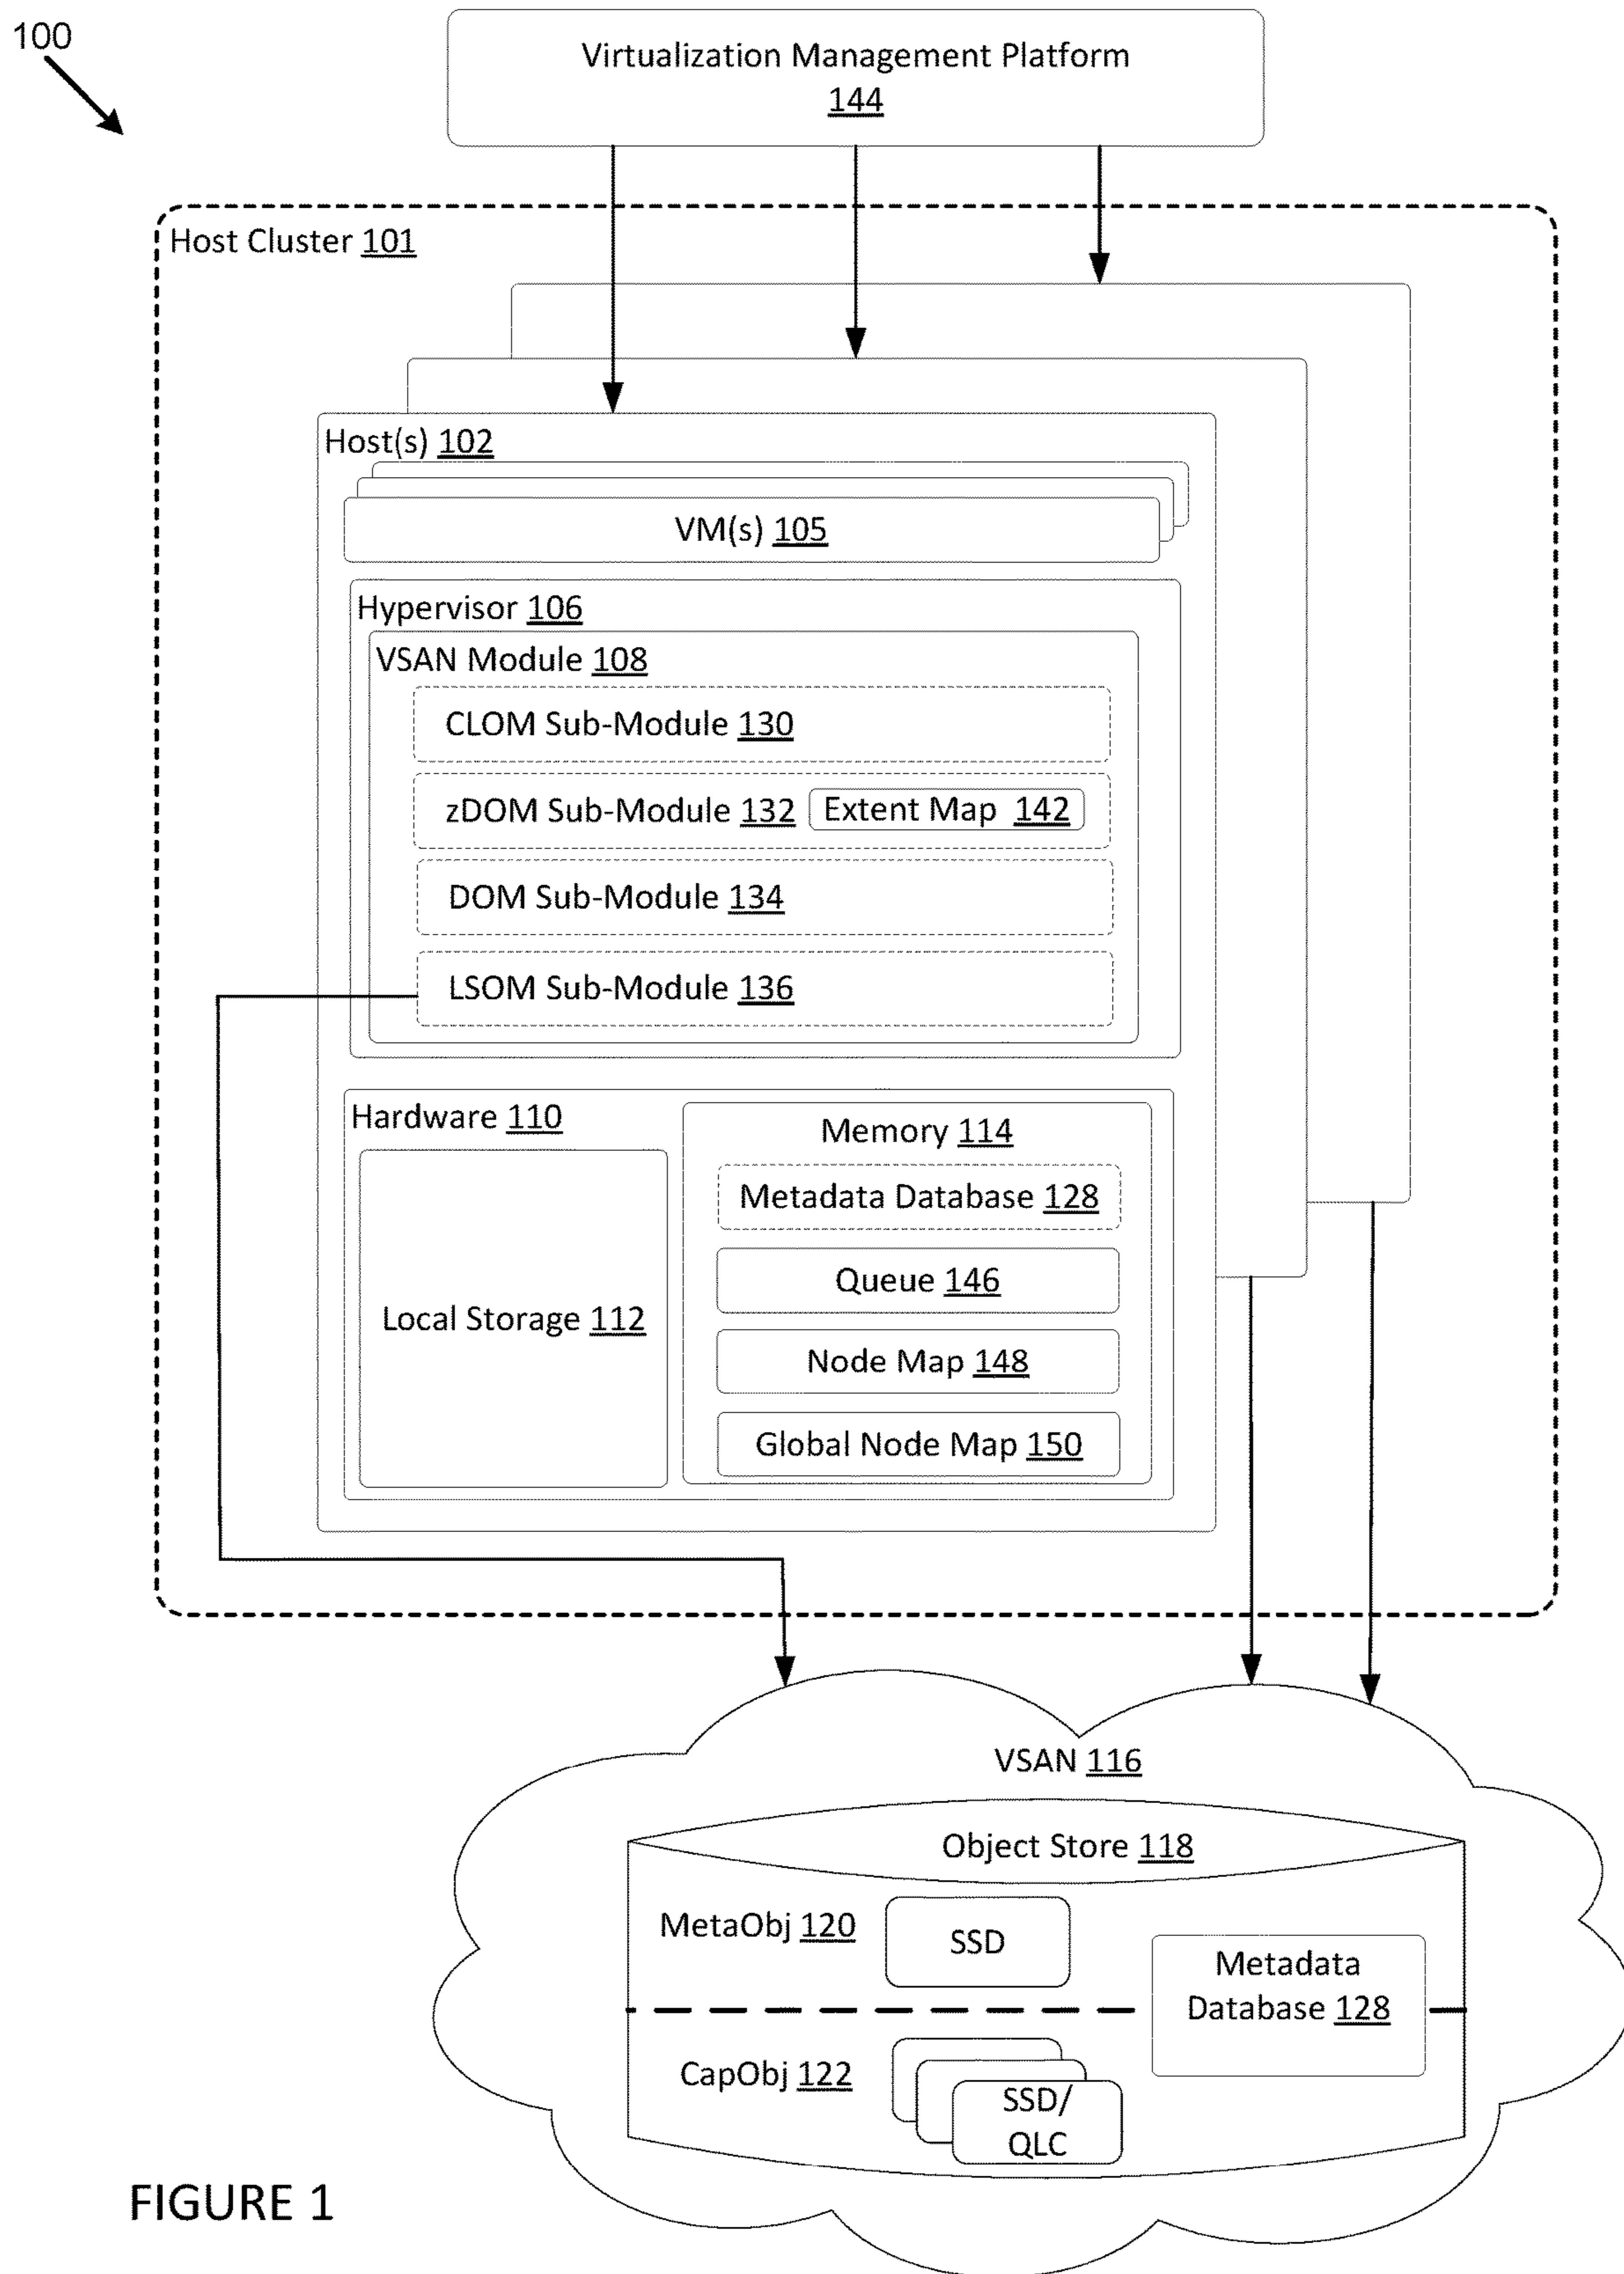 100
Virtualization Management Platform
144
Host Cluster 101
Host(s) 102
VM(s) 105
Hypervisor 106
VSAN Module 108
CLOM Sub-Module 130
zDOM Sub-Module 132 Extent Map 142
DOM Sub-Module 134
LSOM Sub-Module 136
Hardware 110
Memory 114
Metadata Database 128
Queue 146
Local Storage 112
Node Map 148
Global Node Map 150
VSAN 116
Object Store 118
MetaObj 120
SSD
Metadata
Database 128
CapObj 122
SSD/
QLC
FIGURE 1